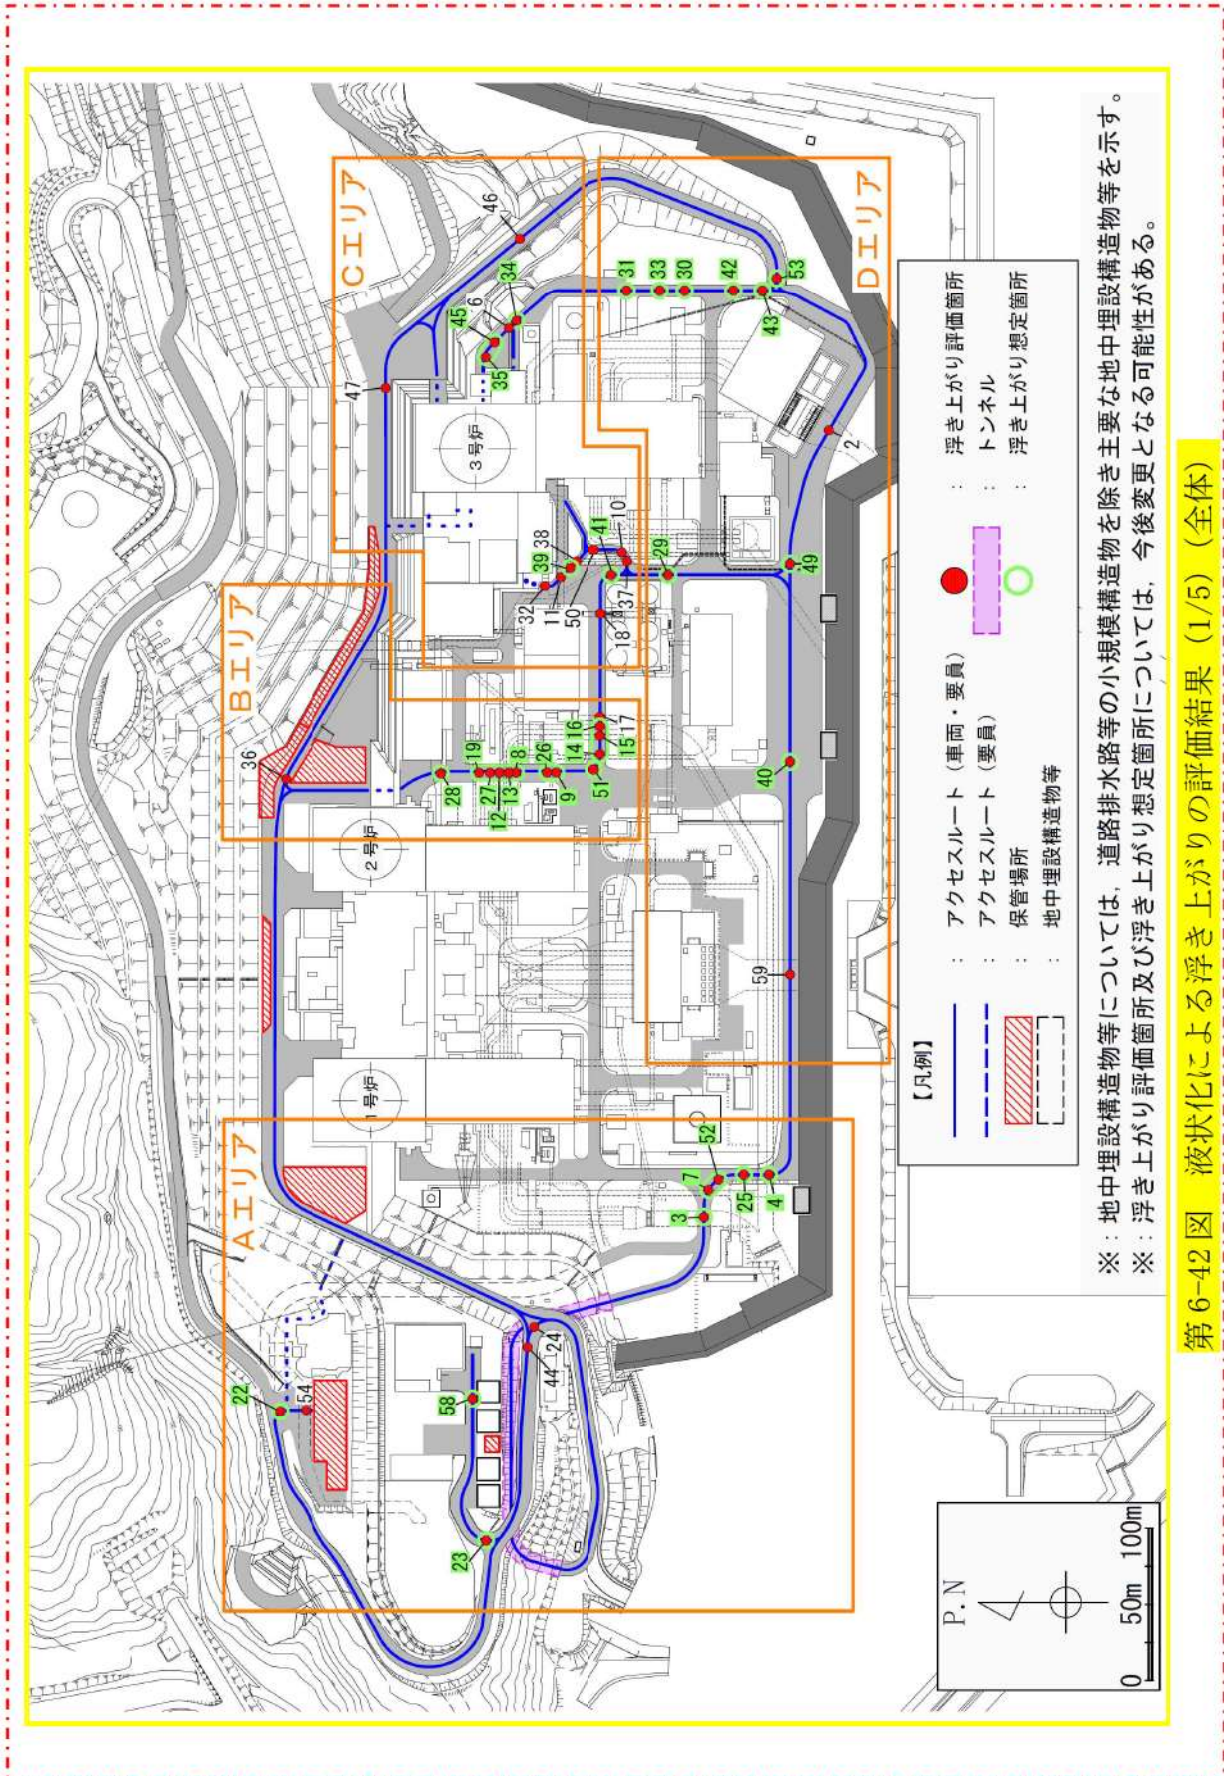 Aエリア
Bエリア
Cエリア
Dエリア
1号炉
2号炉
3号炉
22
54
23
58
44
24
3
7
52
25
4
59
40
49
2
36
28
19
27
12
13
8
26
9
51
14
15
16
17
18
37
10
29
41
50
11
32
39
38
47
46
35
45
6
34
31
33
30
42
43
53
P.N
0 50m 100m
【凡例】
: アクセスルート（車両・要員）
: アクセスルート（要員）
: 保管場所
: 地中埋設構造物等
: 浮き上がり評価箇所
: トンネル
: 浮き上がり想定箇所
※：地中埋設構造物等については，道路排水路等の小規模構造物を除き主要な地中埋設構造物等を示す。
※：浮き上がり評価箇所及び浮き上がり想定箇所については，今後変更となる可能性がある。
第6-42図　液状化による浮き上がりの評価結果（1/5）（全体）